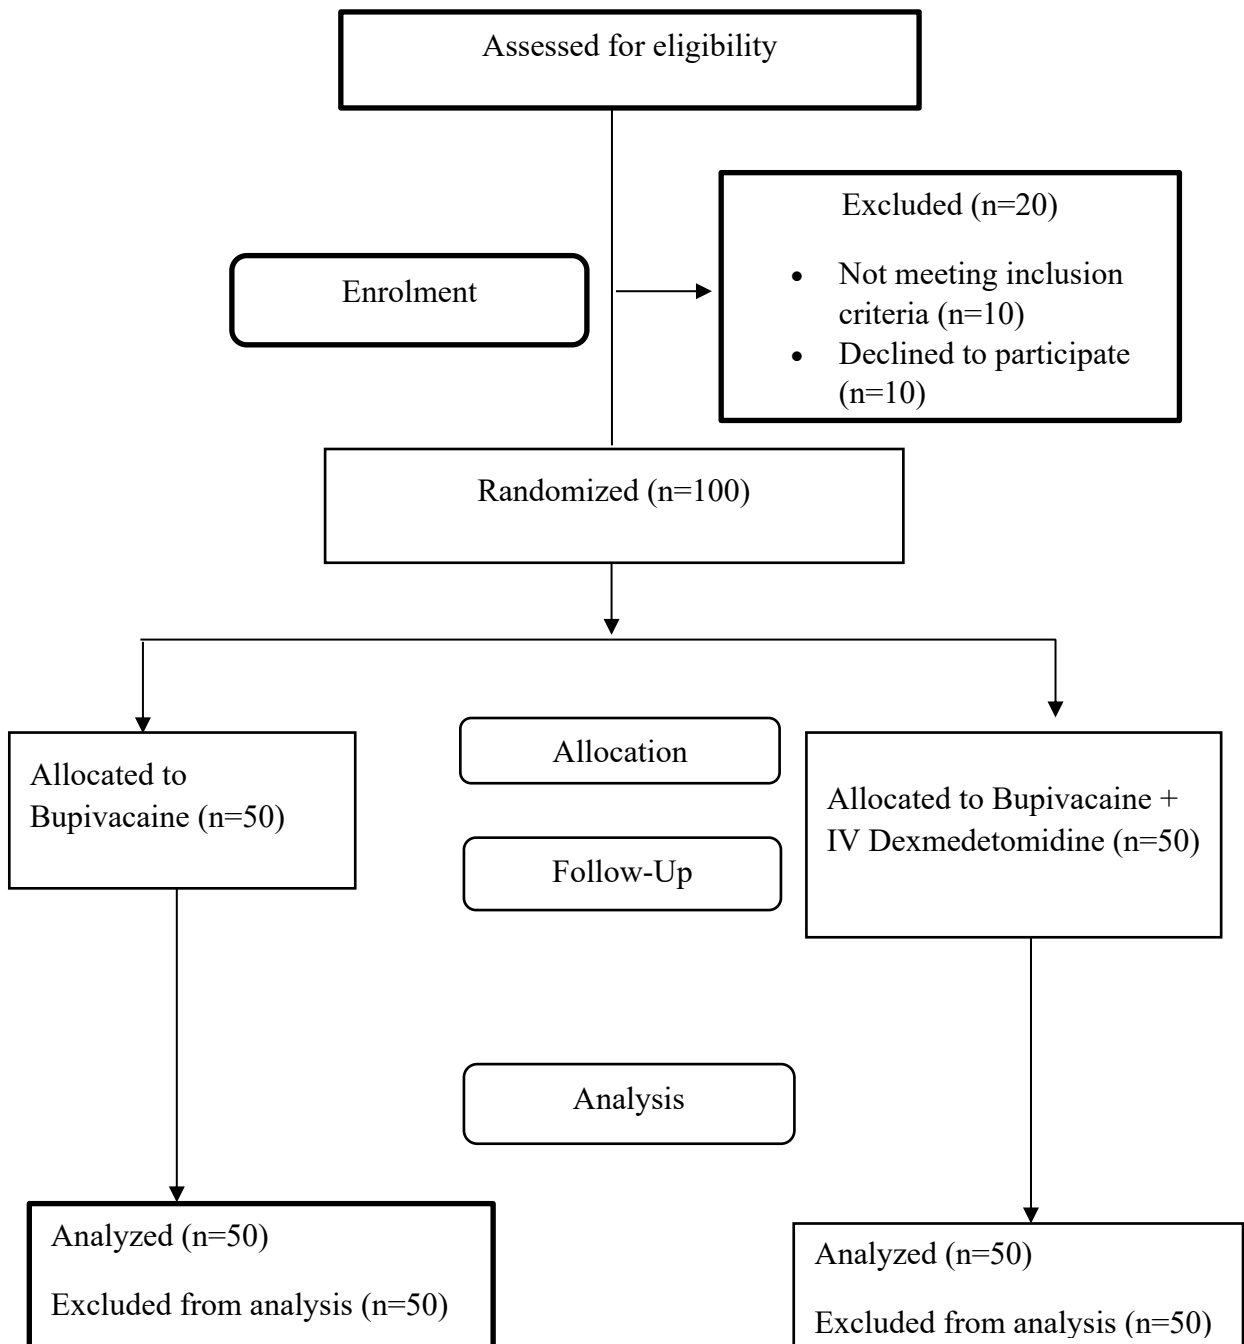 Assessed for eligibility
Excluded (n=20)
• Not meeting inclusion
criteria (n=10)
• Declined to participate
(n=10)
Enrolment
Randomized (n=100)
Allocated to
Bupivacaine (n=50)
Allocation
Allocated to Bupivacaine +
IV Dexmedetomidine (n=50)
Follow-Up
Analysis
Analyzed (n=50)
Excluded from analysis (n=50)
Analyzed (n=50)
Excluded from analysis (n=50)